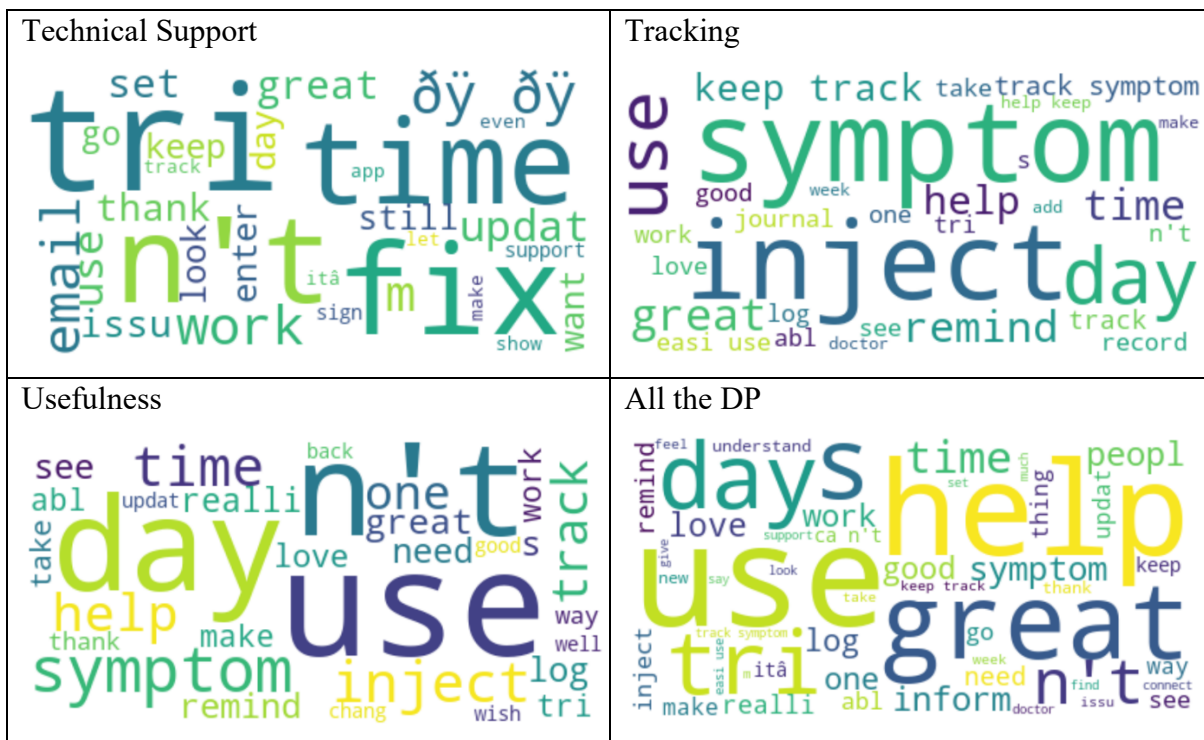 Technical Support
set
great
ðÿ ðÿ
tri
go
keep
track
day
time
even
app
thank
still
updat
let
support
email
use
n't
look
enter
itâ
fix
m
make
want
sign
issu
work
show
Tracking
keep track
take
track symptom
help keep
use
symptom
make
s
good
week
help
tri
add
time
journal
one
work
n't
love
inject
day
great
log
see
remind
track
easi use
abl
doctor
record
Usefulness
back
see
time
n't
one
work
abl
updat
realli
great
track
take
day
love
need
good
s
help
use
way
thank
make
well
symptom
inject
log
remind
chang
wish
tri
All the DP
feel
understand
remind
days
time
much
peopl
set
help
thing
updat
love
work
support
ca n't
give
use
look
good
symptom
keep
new
say
keep track
thank
take
great
track symptom
go
inject
tri
easi use
m
itâ
log
week
need
n't
find
way
connect
one
make
realli
abl
inform
doctor
issu
see